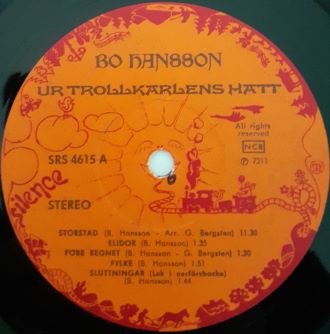 BO HANSSON
UR TROLLKARLENS HATT
All rights
reserved
SRS 4615 A
NCB
℗ 7211
silence
STEREO
STORSTAD (B. Hansson - Arr. G. Bergsten) 11.30
ELIDOR (B. Hansson) 1.35
FÖRE REGNET (B. Hansson - G. Bergsten) 1.30
FYLKE (B. Hansson) 1.51
SLUTTNINGAR (Lek i nerförsbacke)
(B. Hansson) 1.44